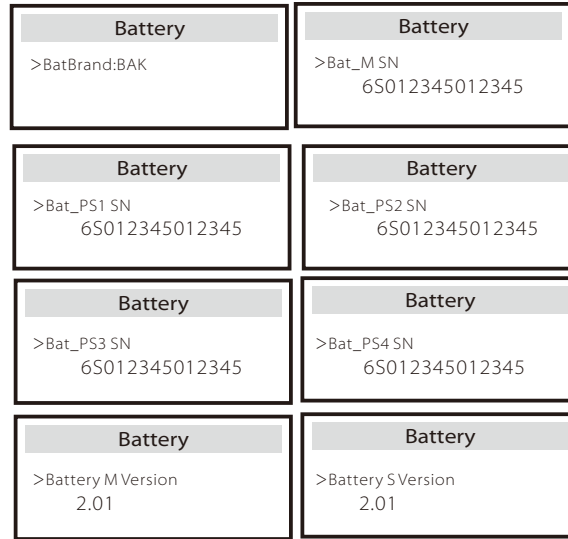 Battery
>BatBrand:BAK
Battery
>Bat_M SN
6S012345012345
Battery
>Bat_PS1 SN
6S012345012345
Battery
>Bat_PS2 SN
6S012345012345
Battery
>Bat_PS3 SN
6S012345012345
Battery
>Bat_PS4 SN
6S012345012345
Battery
>Battery M Version
2.01
Battery
>Battery S Version
2.01